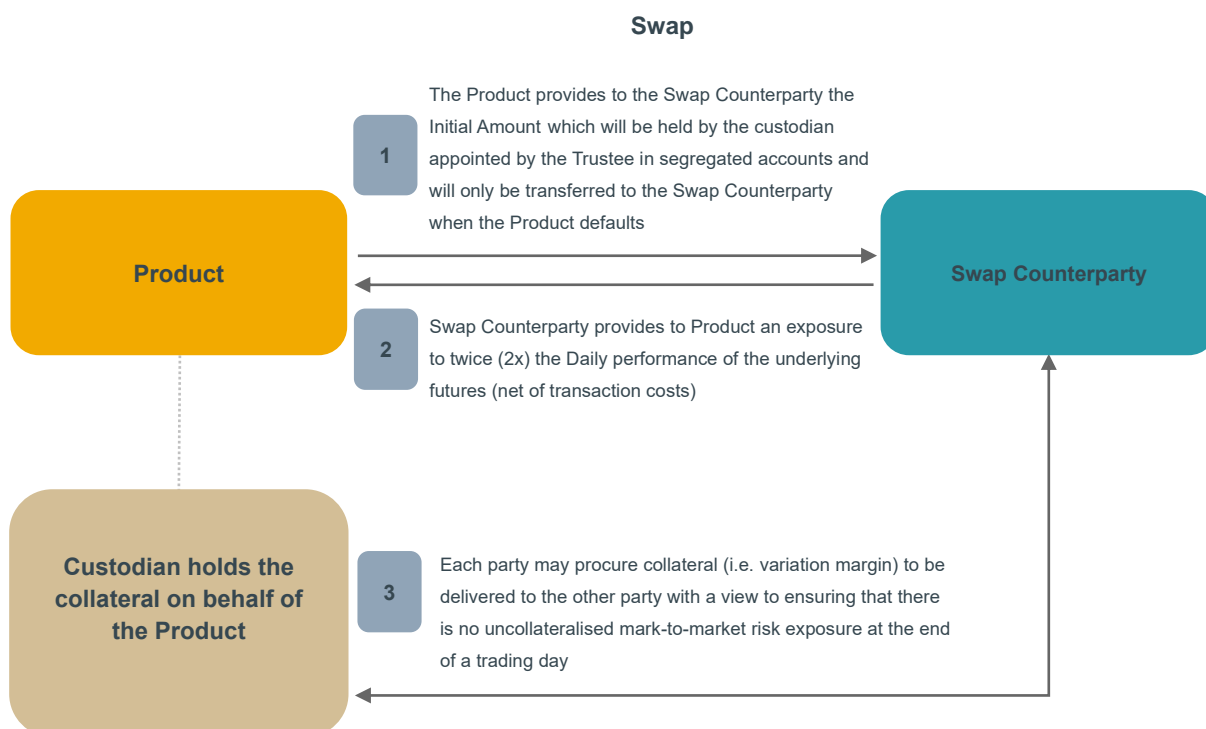 Swap
The Product provides to the Swap Counterparty the
Initial Amount which will be held by the custodian
appointed by the Trustee in segregated accounts and
will only be transferred to the Swap Counterparty
when the Product defaults
1
Product
Swap Counterparty
2
Swap Counterparty provides to Product an exposure
to twice (2x) the Daily performance of the underlying
futures (net of transaction costs)
Custodian holds the
collateral on behalf of
the Product
3
Each party may procure collateral (i.e. variation margin) to be
delivered to the other party with a view to ensuring that there
is no uncollateralised mark-to-market risk exposure at the end
of a trading day